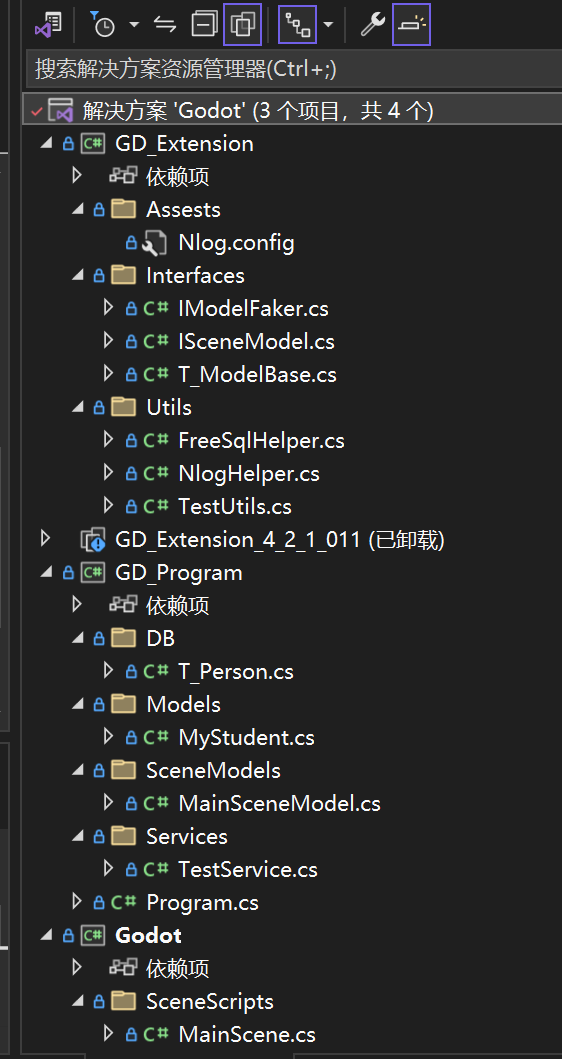 搜索解决方案资源管理器(Ctrl+;)
解决方案 'Godot' (3 个项目，共 4 个)
C# GD_Extension
依赖项
Assests
Nlog.config
Interfaces
C# IModelFaker.cs
C# ISceneModel.cs
C# T_ModelBase.cs
Utils
C# FreeSqlHelper.cs
C# NlogHelper.cs
C# TestUtils.cs
GD_Extension_4_2_1_011 (已卸载)
C# GD_Program
依赖项
DB
C# T_Person.cs
Models
C# MyStudent.cs
SceneModels
C# MainSceneModel.cs
Services
C# TestService.cs
C# Program.cs
C# Godot
依赖项
SceneScripts
C# MainScene.cs